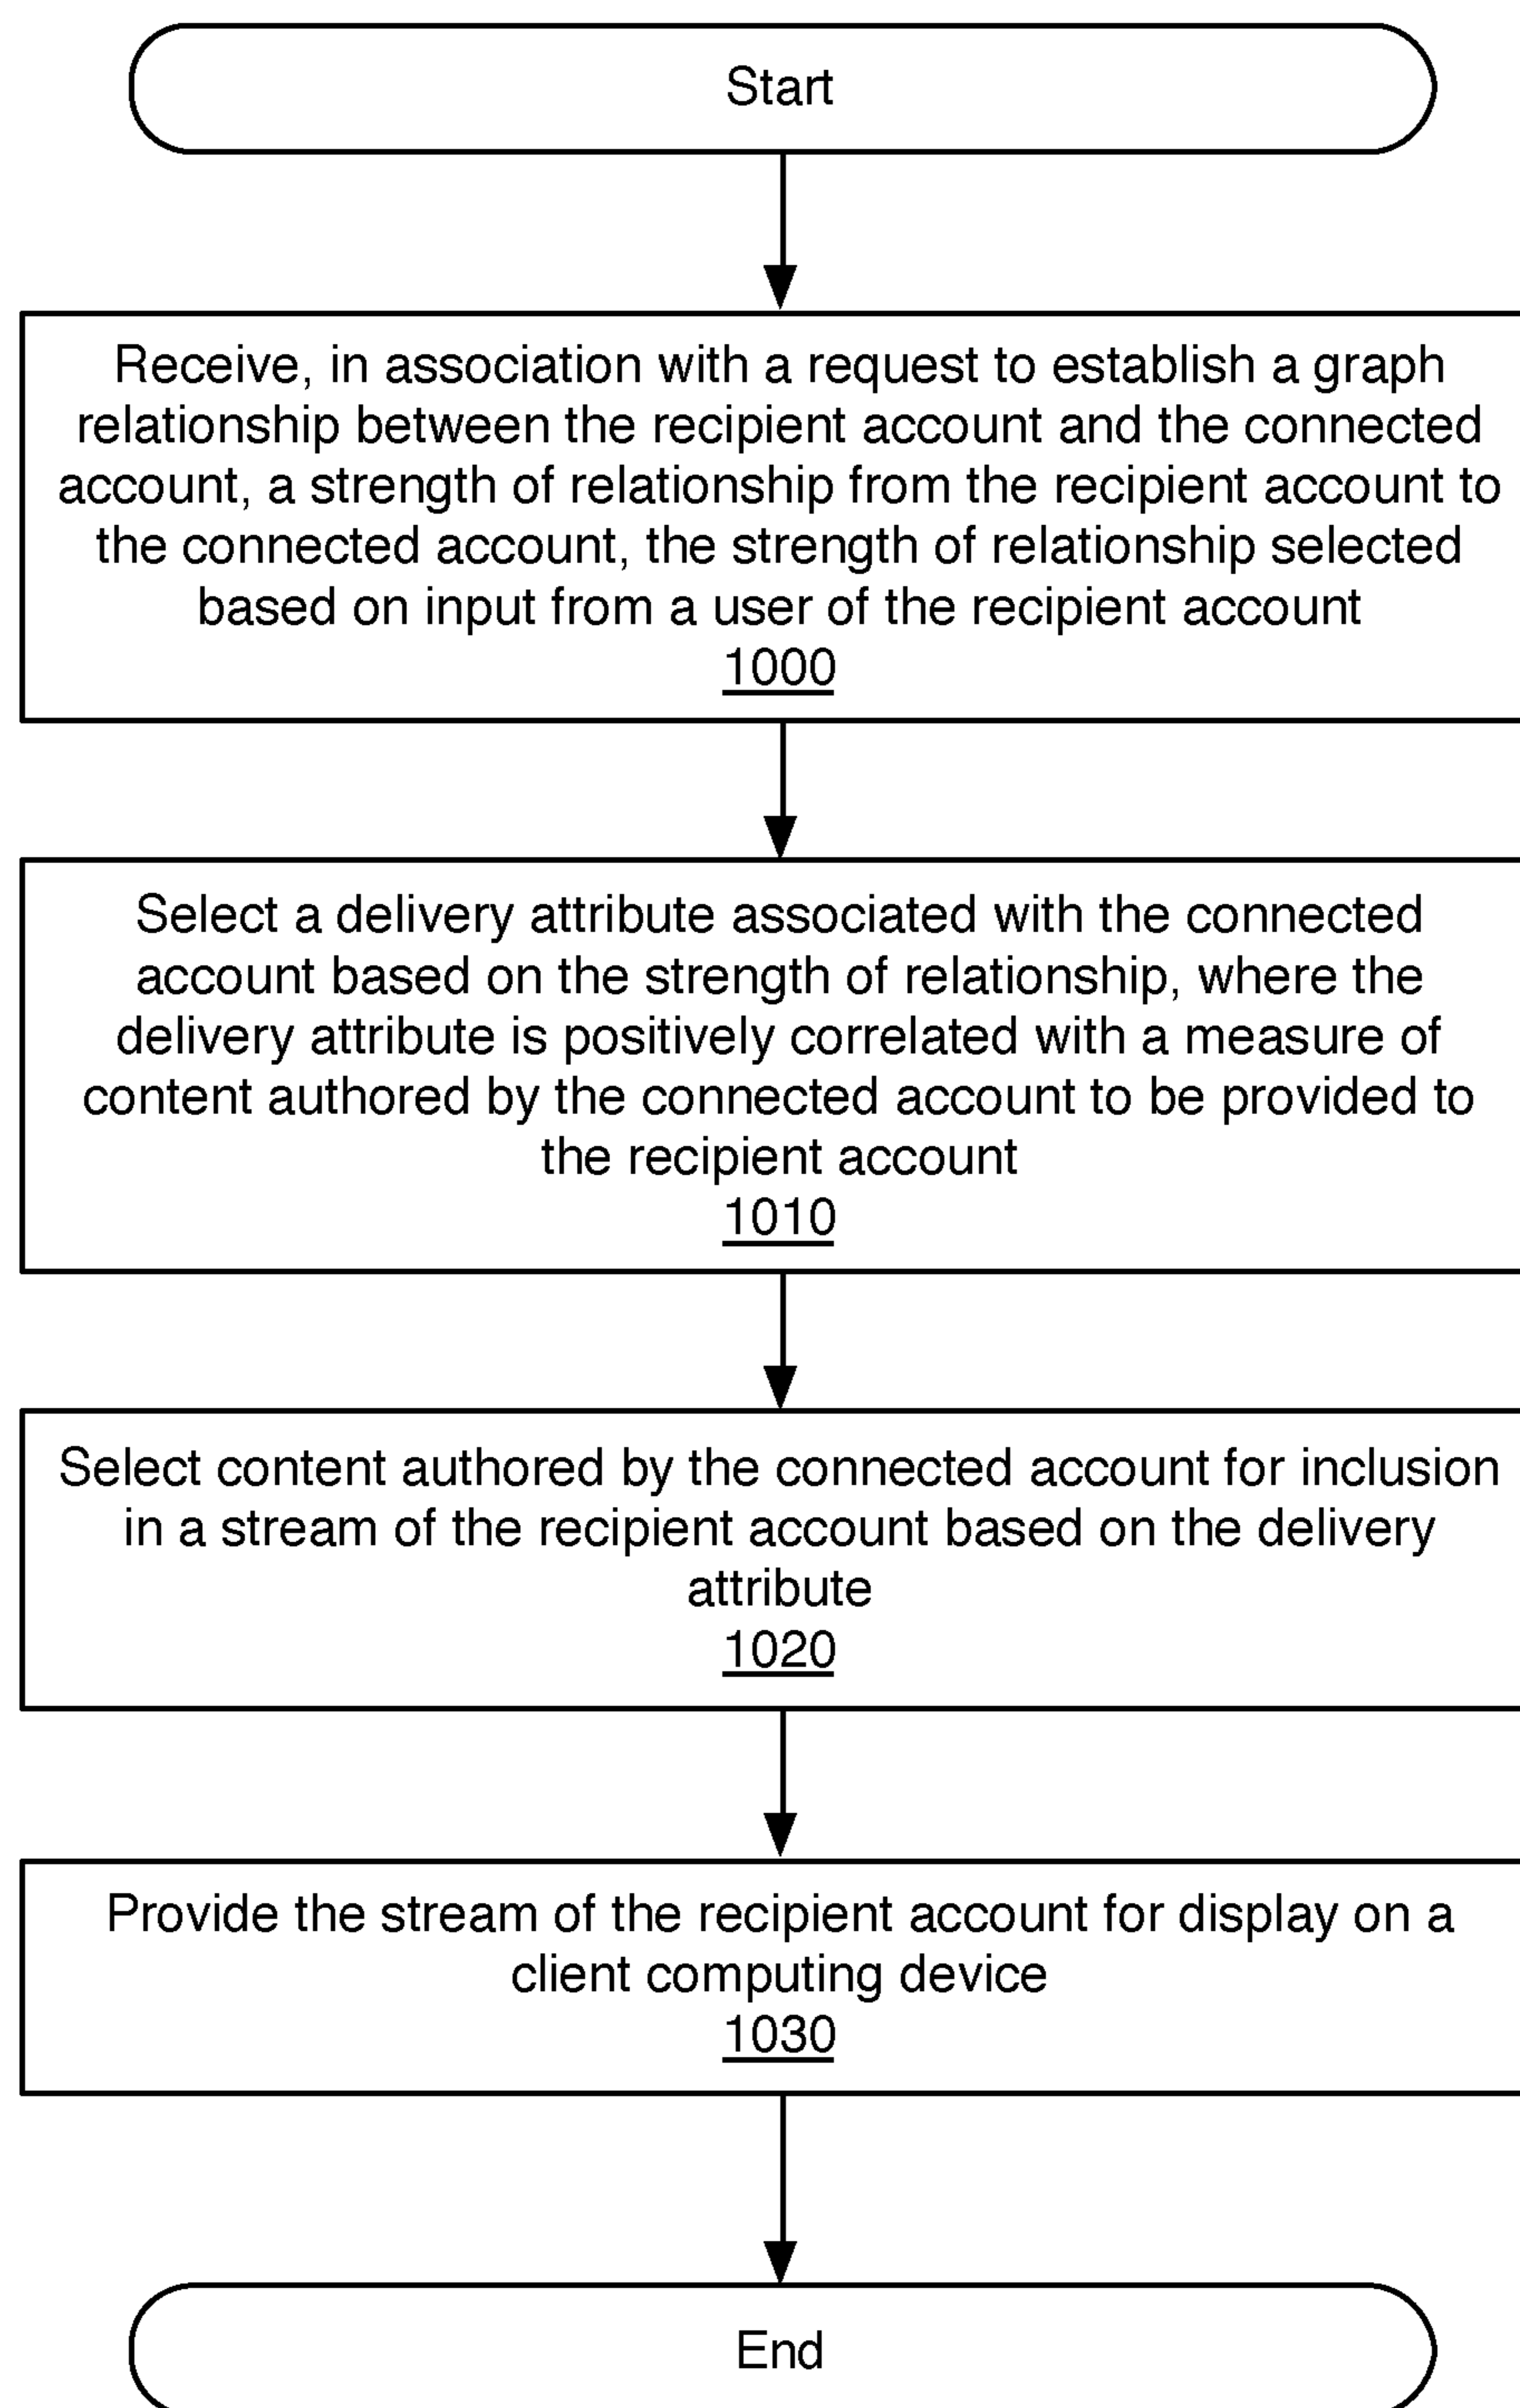 Start
Receive, in association with a request to establish a graph
relationship between the recipient account and the connected
account, a strength of relationship from the recipient account to
the connected account, the strength of relationship selected
based on input from a user of the recipient account
1000
Select a delivery attribute associated with the connected
account based on the strength of relationship, where the
delivery attribute is positively correlated with a measure of
content authored by the connected account to be provided to
the recipient account
1010
Select content authored by the connected account for inclusion
in a stream of the recipient account based on the delivery
attribute
1020
Provide the stream of the recipient account for display on a
client computing device
1030
End